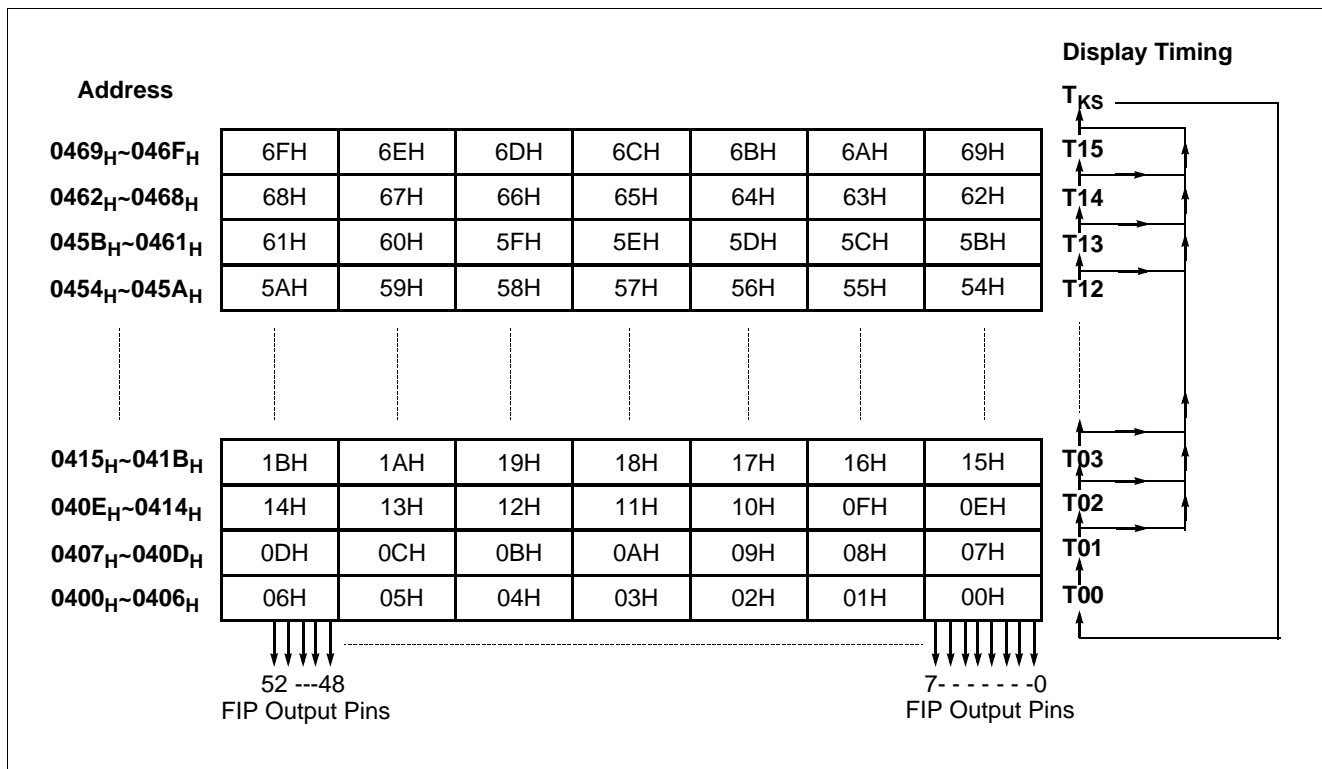 Display Timing
Address
T_KS
0469H~046FH 6FH 6EH 6DH 6CH 6BH 6AH 69H T15
0462H~0468H 68H 67H 66H 65H 64H 63H 62H T14
045BH~0461H 61H 60H 5FH 5EH 5DH 5CH 5BH T13
0454H~045AH 5AH 59H 58H 57H 56H 55H 54H T12
0415H~041BH 1BH 1AH 19H 18H 17H 16H 15H T03
040EH~0414H 14H 13H 12H 11H 10H 0FH 0EH T02
0407H~040DH 0DH 0CH 0BH 0AH 09H 08H 07H T01
0400H~0406H 06H 05H 04H 03H 02H 01H 00H T00
52 ---48 7- - - - - - -0
FIP Output Pins FIP Output Pins